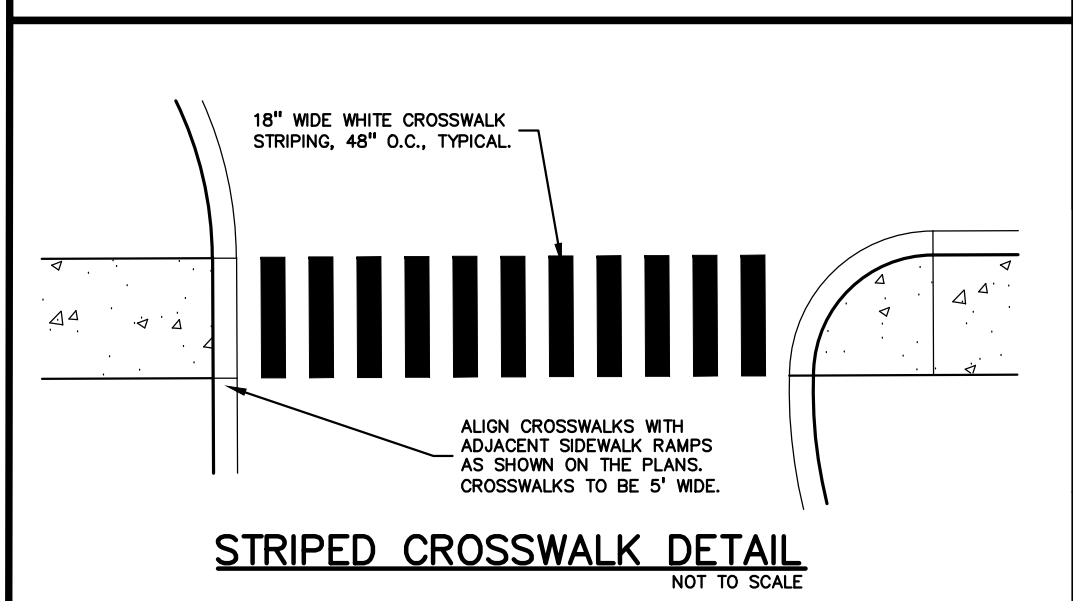 18" WIDE WHITE CROSSWALK
STRIPING, 48" O.C., TYPICAL.
ALIGN CROSSWALKS WITH
ADJACENT SIDEWALK RAMPS
AS SHOWN ON THE PLANS.
CROSSWALKS TO BE 5' WIDE.
STRIPED CROSSWALK DETAIL
NOT TO SCALE